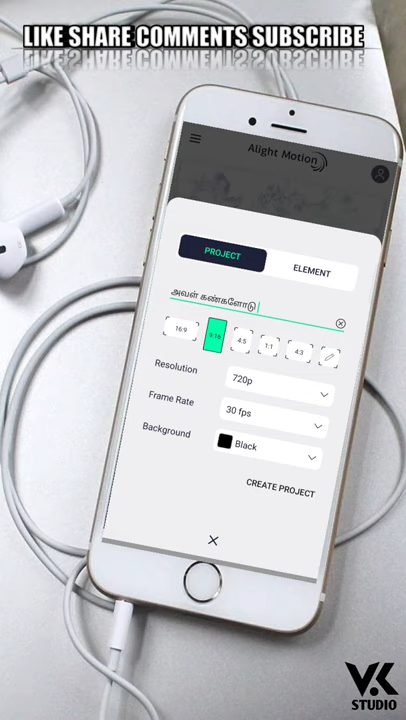 LIKE SHARE COMMENTS SUBSCRIBE
Alight Motion
PROJECT
ELEMENT
அவள் கண்களோடு
16:9
9:16
4:5
1:1
4:3
Resolution
720p
Frame Rate
30 fps
Background
Black
CREATE PROJECT
VK
STUDIO